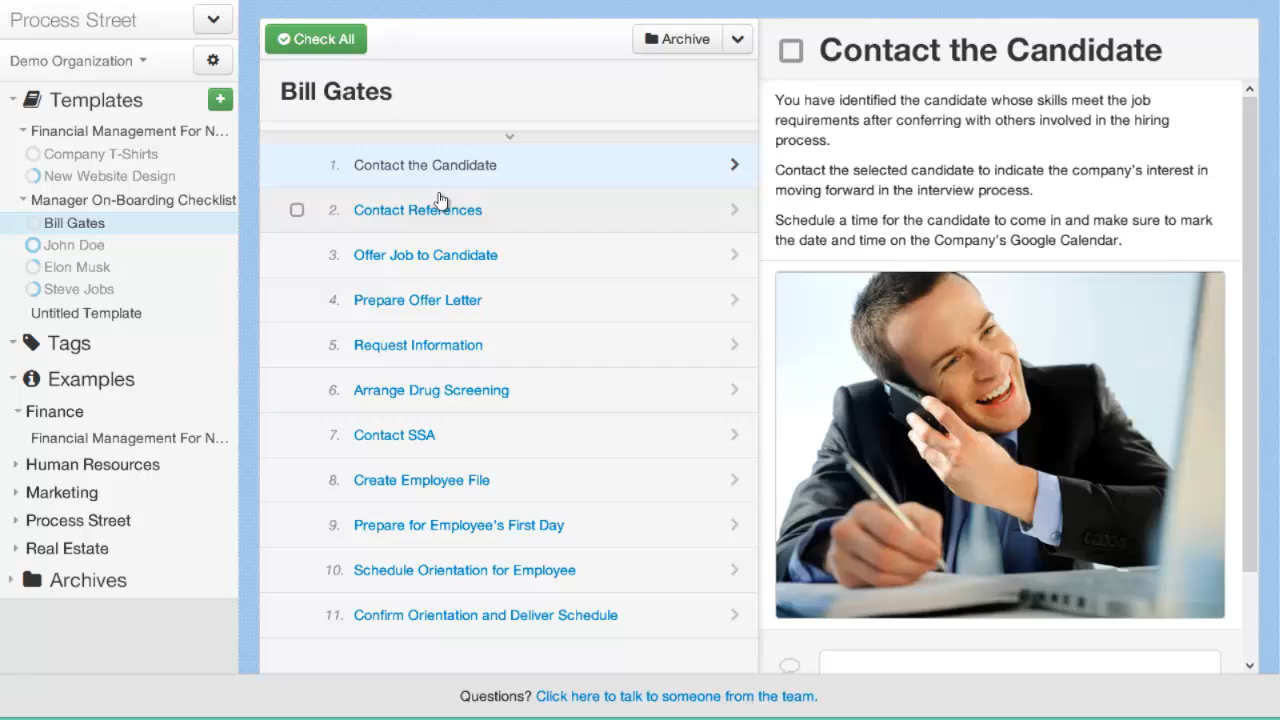 Process Street
Demo Organization
Templates
Financial Management For N...
Company T-Shirts
New Website Design
Manager On-Boarding Checklist
Bill Gates
John Doe
Elon Musk
Steve Jobs
Untitled Template
Tags
Examples
Finance
Financial Management For N...
Human Resources
Marketing
Process Street
Real Estate
Archives
Check All
Archive
Bill Gates
1. Contact the Candidate
2. Contact References
3. Offer Job to Candidate
4. Prepare Offer Letter
5. Request Information
6. Arrange Drug Screening
7. Contact SSA
8. Create Employee File
9. Prepare for Employee's First Day
10. Schedule Orientation for Employee
11. Confirm Orientation and Deliver Schedule
Contact the Candidate
You have identified the candidate whose skills meet the job
requirements after conferring with others involved in the hiring
process.
Contact the selected candidate to indicate the company's interest in
moving forward in the interview process.
Schedule a time for the candidate to come in and make sure to mark
the date and time on the Company's Google Calendar.
Questions? Click here to talk to someone from the team.